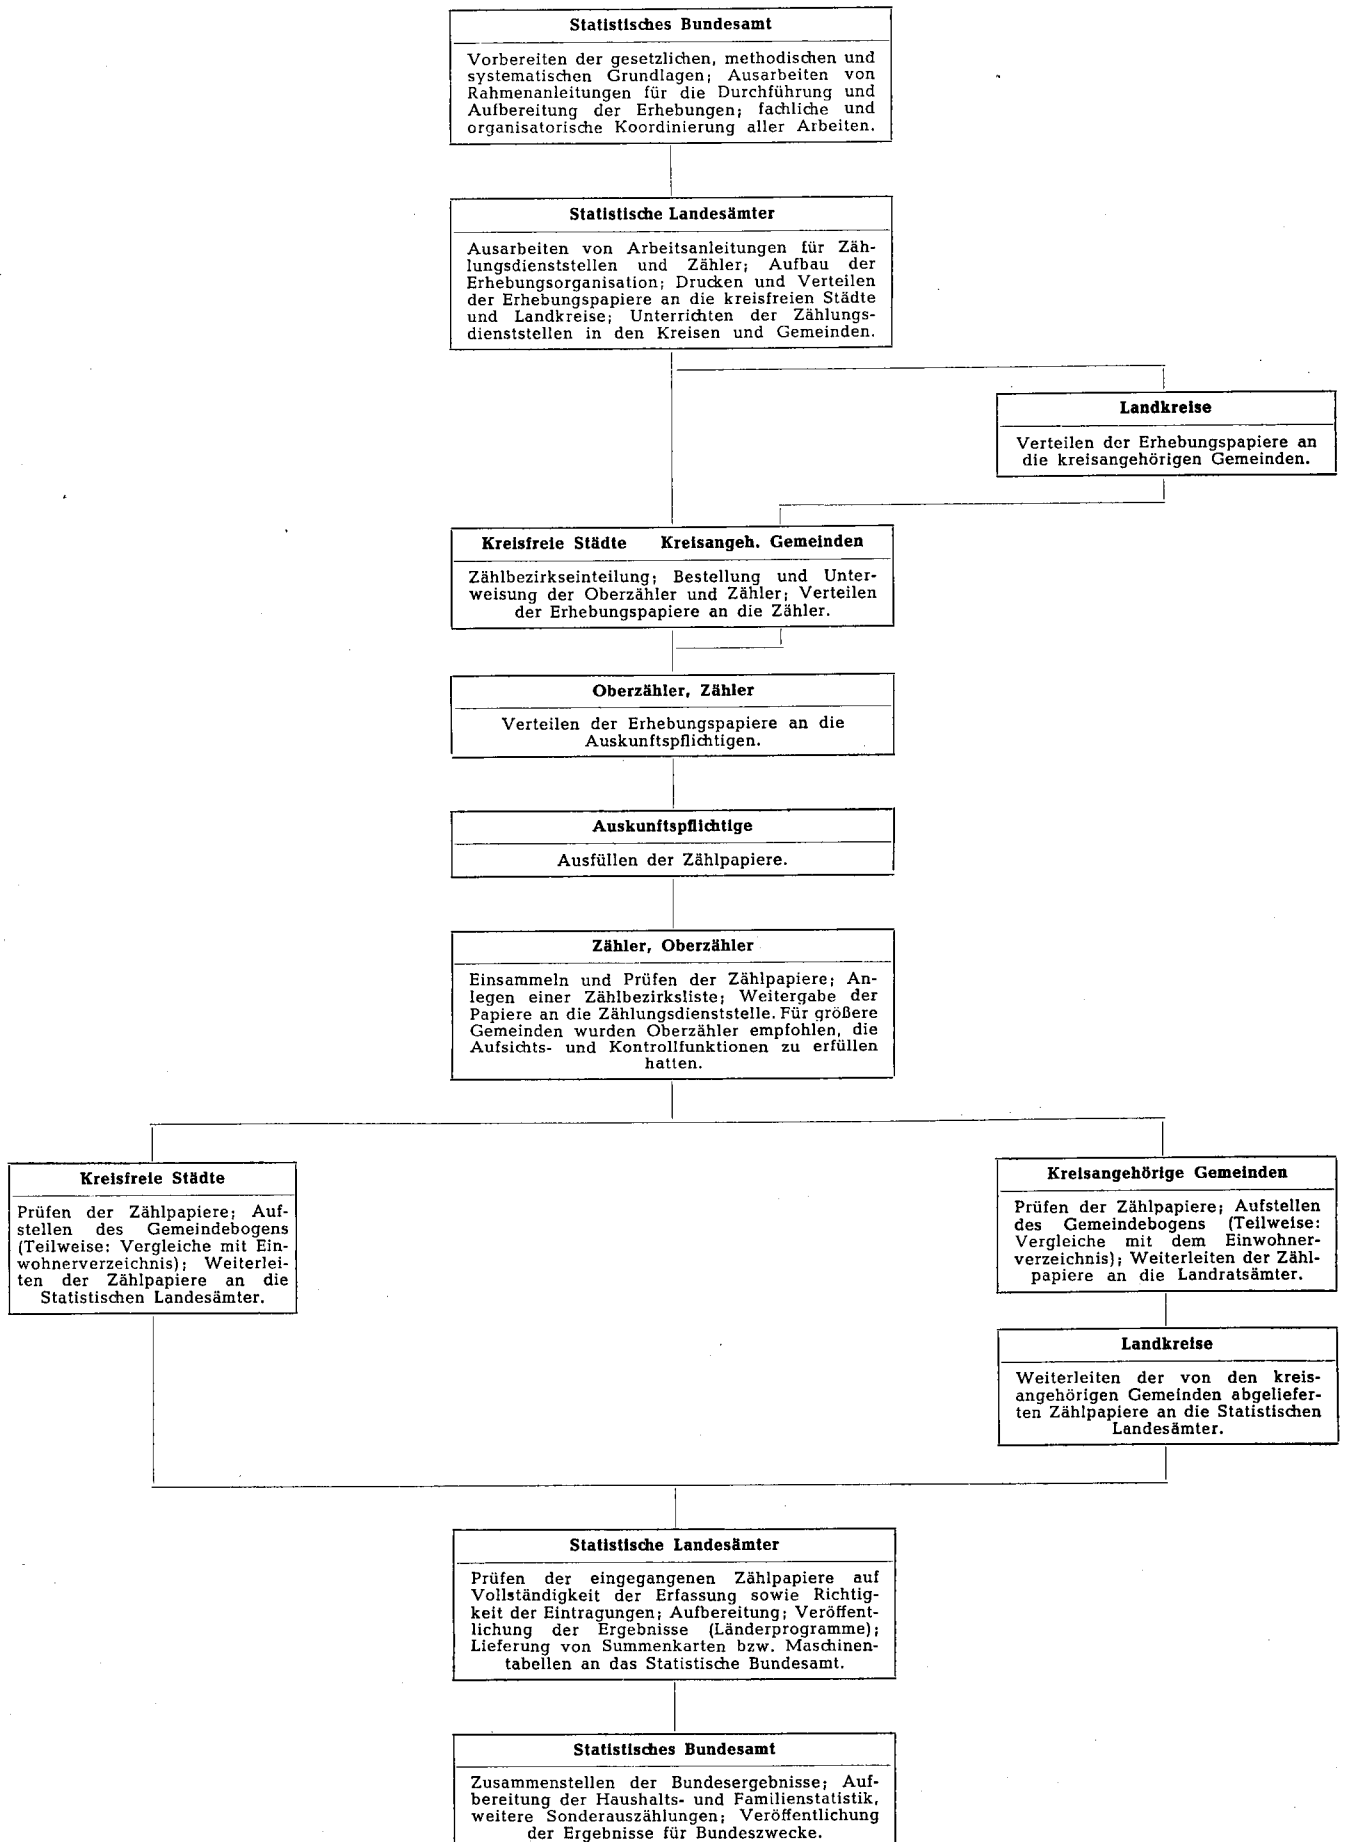 Statistisches Bundesamt
Vorbereiten der gesetzlichen, methodischen und
systematischen Grundlagen; Ausarbeiten von
Rahmenanleitungen für die Durchführung und
Aufbereitung der Erhebungen; fachliche und
organisatorische Koordinierung aller Arbeiten.
Statistische Landesämter
Ausarbeiten von Arbeitsanleitungen für Zäh-
lungsdienststellen und Zähler; Aufbau der
Erhebungsorganisation; Drucken und Verteilen
der Erhebungspapiere an die kreisfreien Städte
und Landkreise; Unterrichten der Zählungs-
dienststellen in den Kreisen und Gemeinden.
Landkreise
Verteilen der Erhebungspapiere an
die kreisangehörigen Gemeinden.
Kreisfreie Städte Kreisangeh. Gemeinden
Zählbezirkseinteilung; Bestellung und Unter-
weisung der Oberzähler und Zähler; Verteilen
der Erhebungspapiere an die Zähler.
Oberzähler, Zähler
Verteilen der Erhebungspapiere an die
Auskunftspflichtigen.
Auskunftspflichtige
Ausfüllen der Zählpapiere.
Zähler, Oberzähler
Einsammeln und Prüfen der Zählpapiere; An-
legen einer Zählbezirksliste; Weitergabe der
Papiere an die Zählungsdienststelle. Für größere
Gemeinden wurden Oberzähler empfohlen, die
Aufsichts- und Kontrollfunktionen zu erfüllen
hatten.
Kreisfreie Städte
Prüfen der Zählpapiere; Auf-
stellen des Gemeindebogens
(Teilweise: Vergleiche mit Ein-
wohnerverzeichnis); Weiterlei-
ten der Zählpapiere an die
Statistischen Landesämter.
Kreisangehörige Gemeinden
Prüfen der Zählpapiere; Aufstellen
des Gemeindebogens (Teilweise:
Vergleiche mit dem Einwohner-
verzeichnis); Weiterleiten der Zähl-
papiere an die Landratsämter.
Landkreise
Weiterleiten der von den kreis-
angehörigen Gemeinden abgeliefer-
ten Zählpapiere an die Statistischen
Landesämter.
Statistische Landesämter
Prüfen der eingegangenen Zählpapiere auf
Vollständigkeit der Erfassung sowie Richtig-
keit der Eintragungen; Aufbereitung; Veröffent-
lichung der Ergebnisse (Länderprogramme);
Lieferung von Summenkarten bzw. Maschinen-
tabellen an das Statistische Bundesamt.
Statistisches Bundesamt
Zusammenstellen der Bundesergebnisse; Auf-
bereitung der Haushalts- und Familienstatistik,
weitere Sonderauszählungen; Veröffentlichung
der Ergebnisse für Bundeszwecke.